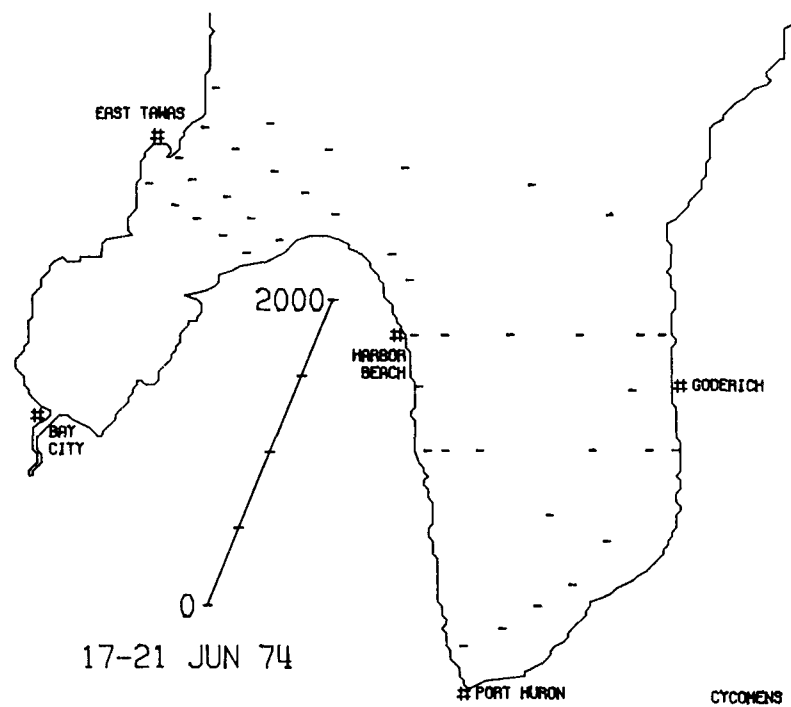 EAST TAWAS
#
2000
#
HARBOR
BEACH
# GODERICH
#
BAY
CITY
0
17-21 JUN 74
# PORT HURON
CYCOMENS